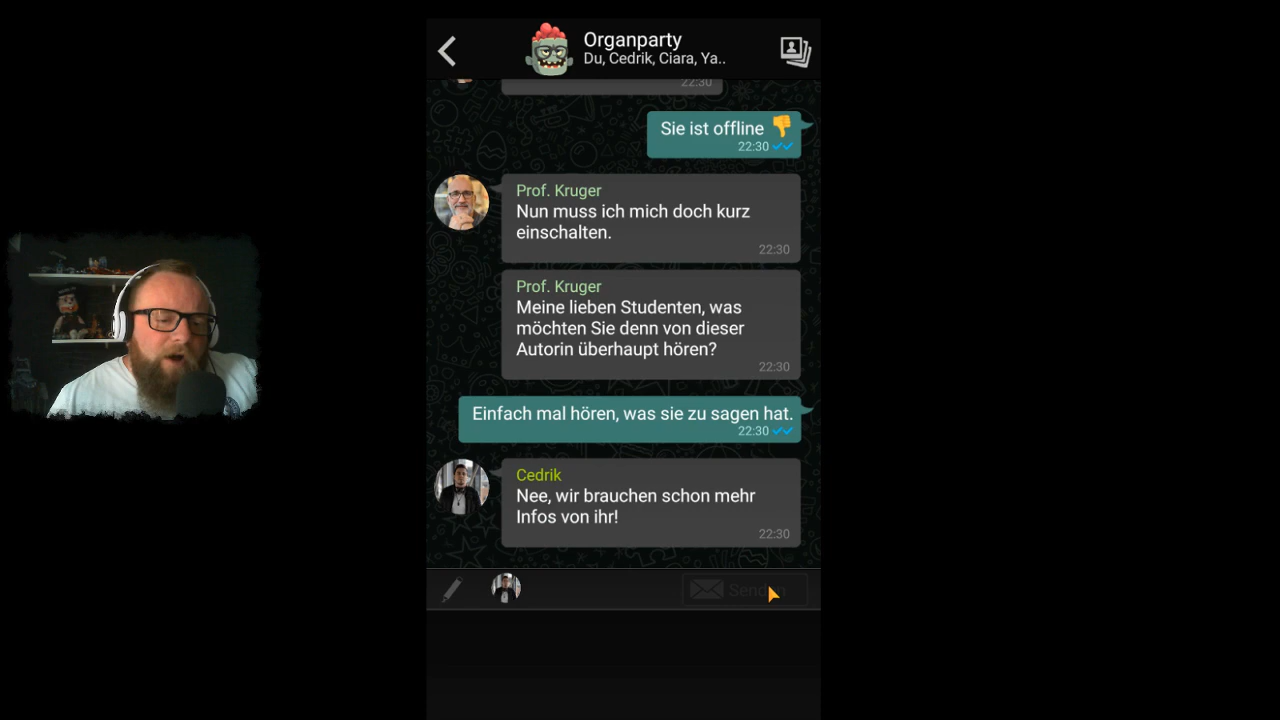 Organparty
Du, Cedrik, Ciara, Ya..
22:30
Sie ist offline 👎
22:30
Prof. Kruger
Nun muss ich mich doch kurz
einschalten.
22:30
Prof. Kruger
Meine lieben Studenten, was
möchten Sie denn von dieser
Autorin überhaupt hören?
22:30
Einfach mal hören, was sie zu sagen hat.
22:30
Cedrik
Nee, wir brauchen schon mehr
Infos von ihr!
22:30
Senden